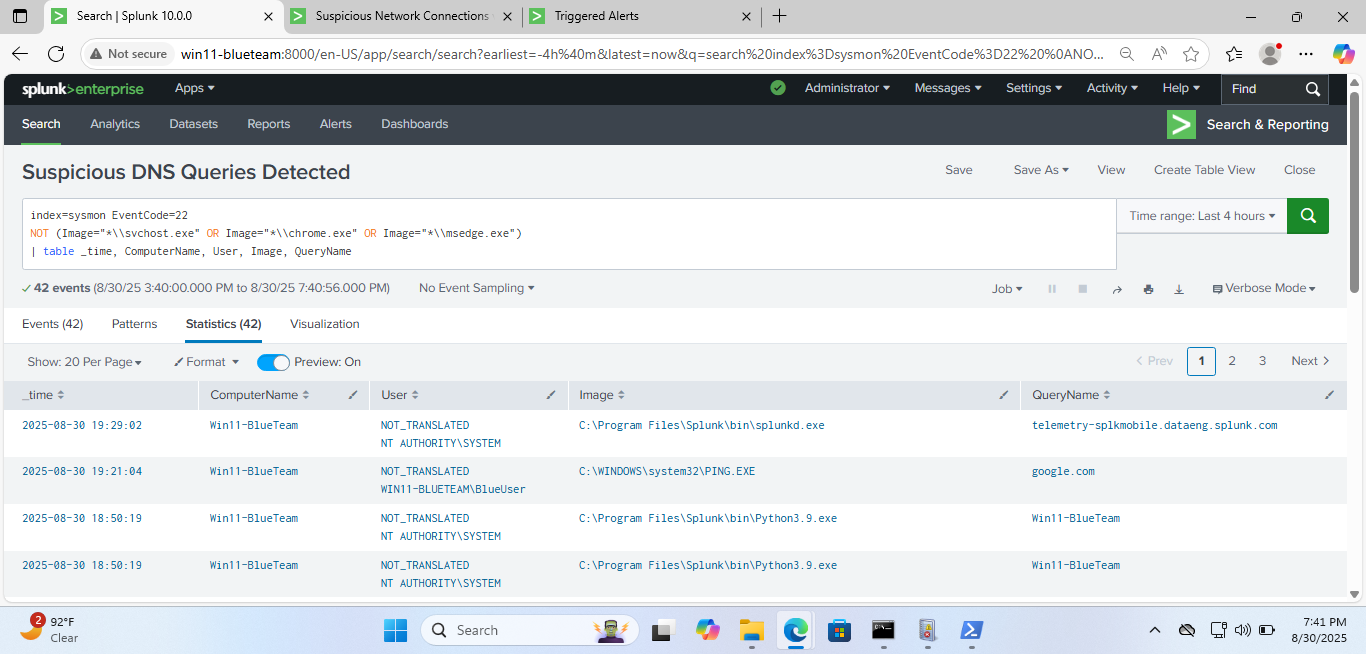 Search | Splunk 10.0.0
Suspicious Network Connections
Triggered Alerts
Not secure
win11-blueteam:8000/en-US/app/search/search?earliest=-4h%40m&latest=now&q=search%20index%3Dsysmon%20EventCode%3D22%20%0ANO...
splunk>enterprise
Apps
Administrator
Messages
Settings
Activity
Help
Find
Search
Analytics
Datasets
Reports
Alerts
Dashboards
Search & Reporting
Suspicious DNS Queries Detected
Save
Save As
View
Create Table View
Close
index=sysmon EventCode=22
NOT (Image="*\\svchost.exe" OR Image="*\\chrome.exe" OR Image="*\\msedge.exe")
| table _time, ComputerName, User, Image, QueryName
Time range: Last 4 hours
42 events (8/30/25 3:40:00.000 PM to 8/30/25 7:40:56.000 PM)
No Event Sampling
Job
Verbose Mode
Events (42)
Patterns
Statistics (42)
Visualization
Show: 20 Per Page
Format
Preview: On
< Prev
1
2
3
Next >
_time
ComputerName
User
Image
QueryName
2025-08-30 19:29:02
Win11-BlueTeam
NOT_TRANSLATED
NT AUTHORITY\SYSTEM
C:\Program Files\Splunk\bin\splunkd.exe
telemetry-splkmobile.dataeng.splunk.com
2025-08-30 19:21:04
Win11-BlueTeam
NOT_TRANSLATED
WIN11-BLUETEAM\BlueUser
C:\WINDOWS\system32\PING.EXE
google.com
2025-08-30 18:50:19
Win11-BlueTeam
NOT_TRANSLATED
NT AUTHORITY\SYSTEM
C:\Program Files\Splunk\bin\Python3.9.exe
Win11-BlueTeam
2025-08-30 18:50:19
Win11-BlueTeam
NOT_TRANSLATED
NT AUTHORITY\SYSTEM
C:\Program Files\Splunk\bin\Python3.9.exe
Win11-BlueTeam
2
92°F
Clear
Search
7:41 PM
8/30/2025